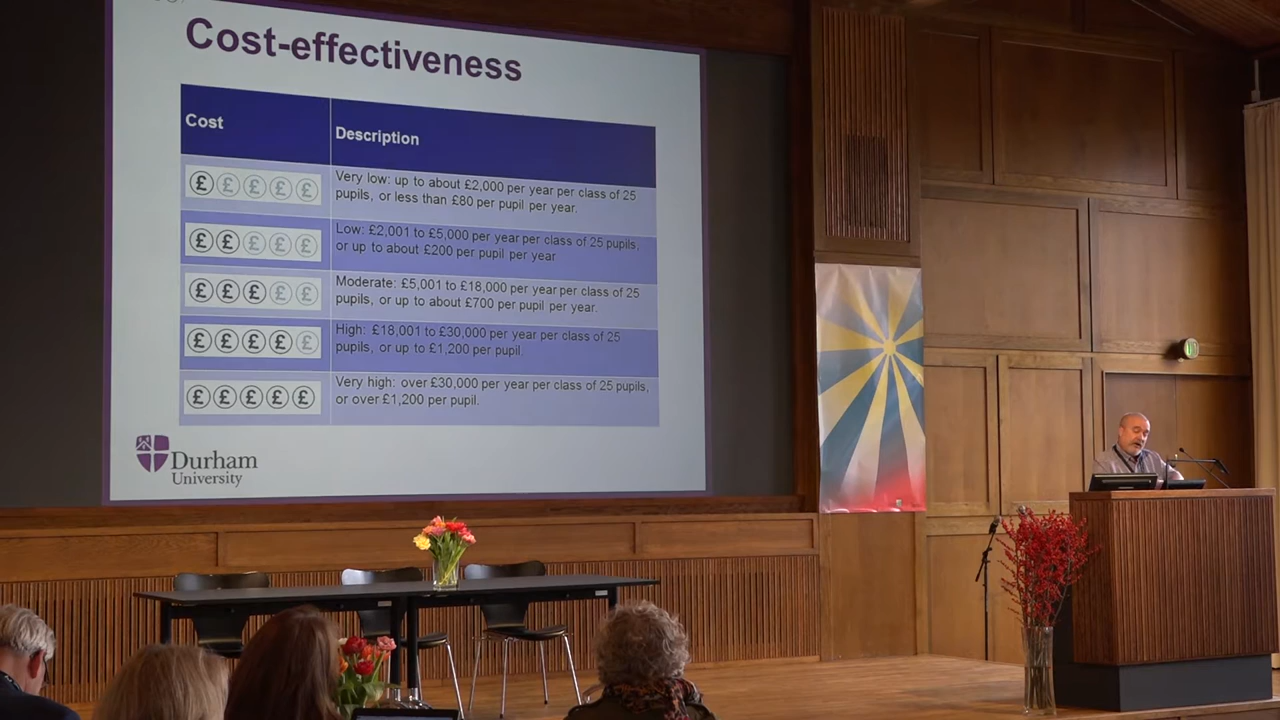 Cost-effectiveness
Cost
Description
£ £ £ £ £
Very low: up to about £2,000 per year per class of 25
pupils, or less than £80 per pupil per year.
£ £ £ £ £
Low: £2,001 to £5,000 per year per class of 25 pupils,
or up to about £200 per pupil per year
£ £ £ £ £
Moderate: £5,001 to £18,000 per year per class of 25
pupils, or up to about £700 per pupil per year.
£ £ £ £ £
High: £18,001 to £30,000 per year per class of 25
pupils, or up to £1,200 per pupil.
£ £ £ £ £
Very high: over £30,000 per year per class of 25 pupils,
or over £1,200 per pupil.
Durham
University